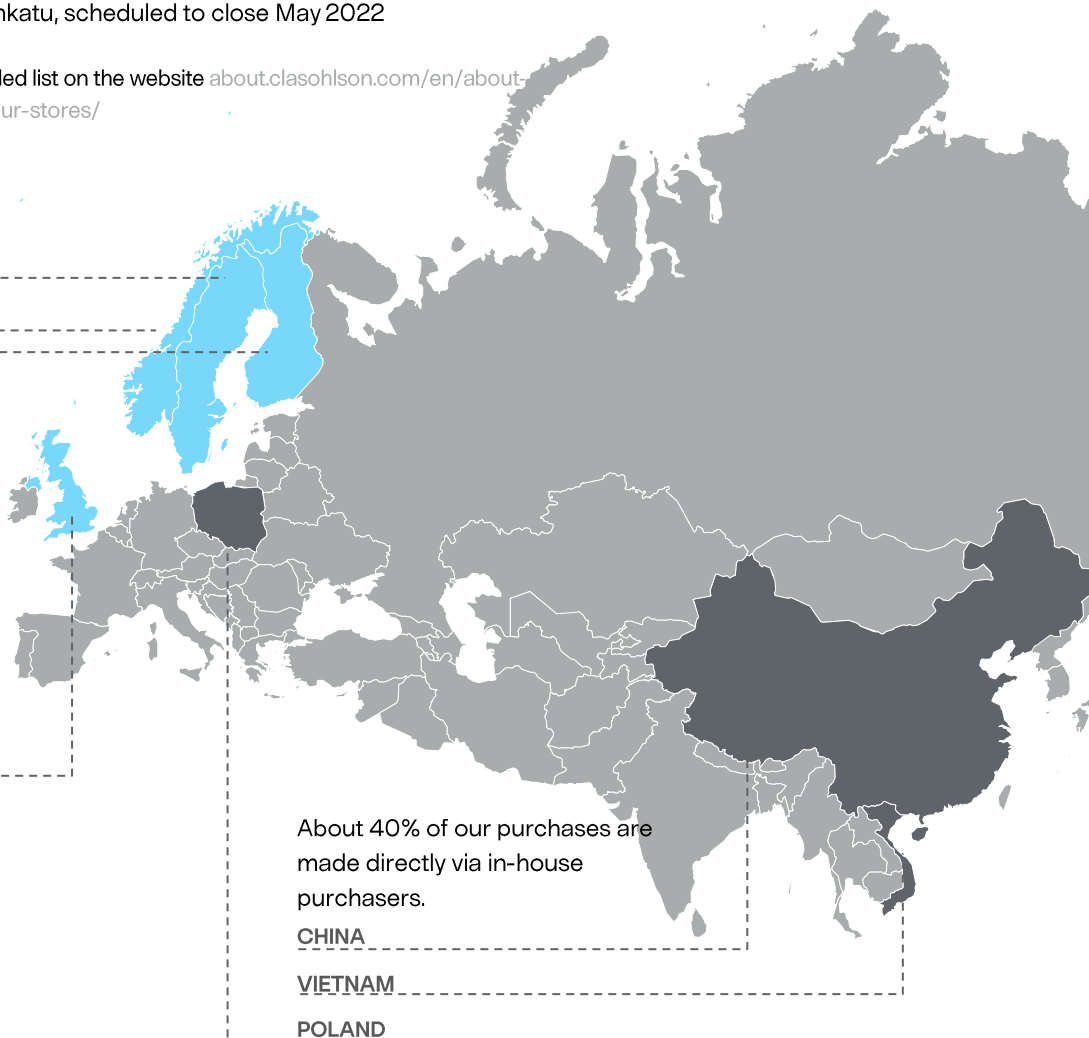 nkatu, scheduled to close May 2022
led list on the website about.clasohlson.com/en/about-
ur-stores/
About 40% of our purchases are
made directly via in-house
purchasers.
CHINA
VIETNAM
POLAND